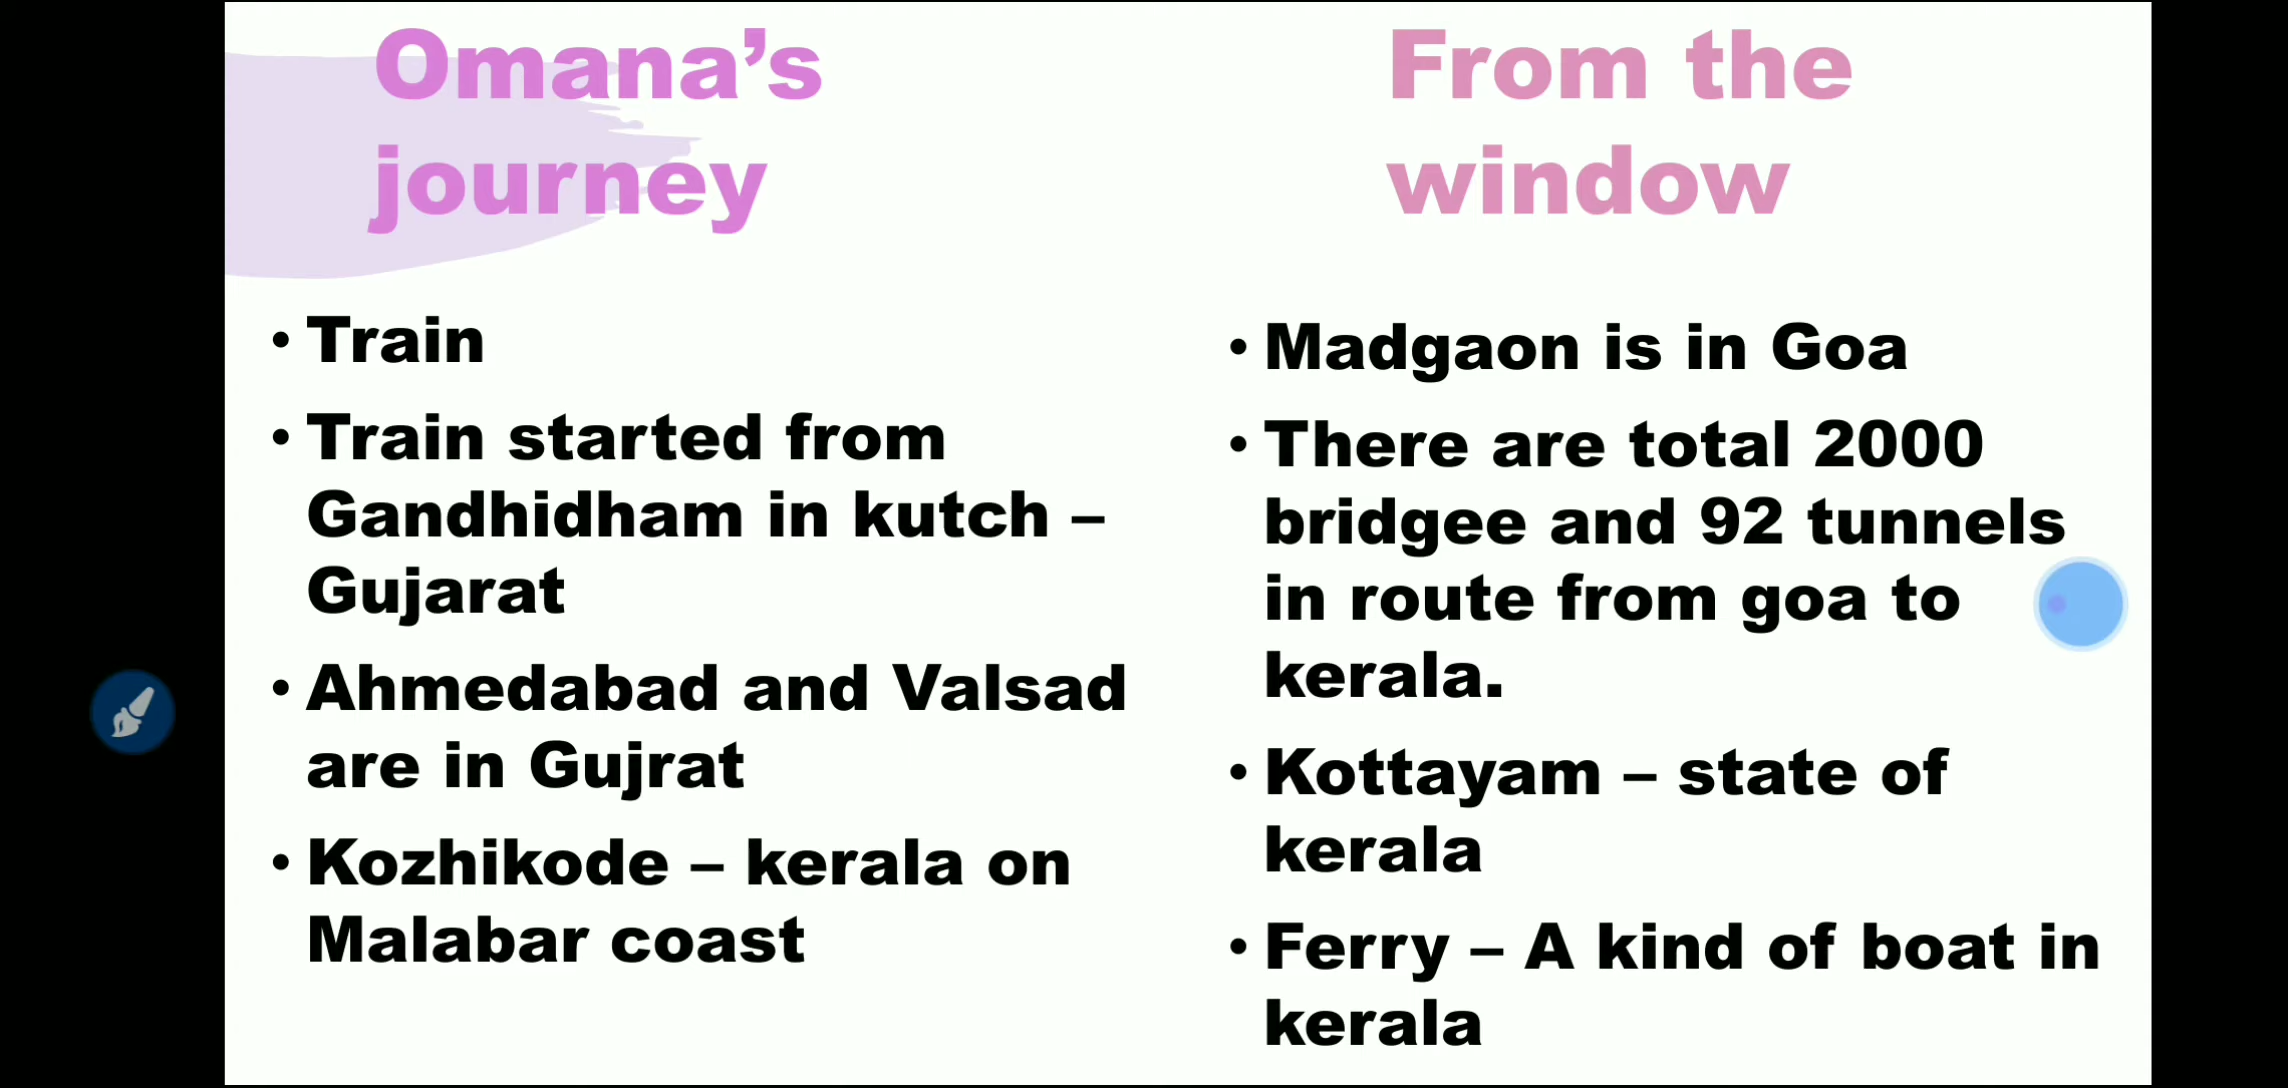 Omana’s
journey
• Train
• Train started from
Gandhidham in kutch –
Gujarat
• Ahmedabad and Valsad
are in Gujrat
• Kozhikode – kerala on
Malabar coast
From the
window
• Madgaon is in Goa
• There are total 2000
bridgee and 92 tunnels
in route from goa to
kerala.
• Kottayam – state of
kerala
• Ferry – A kind of boat in
kerala